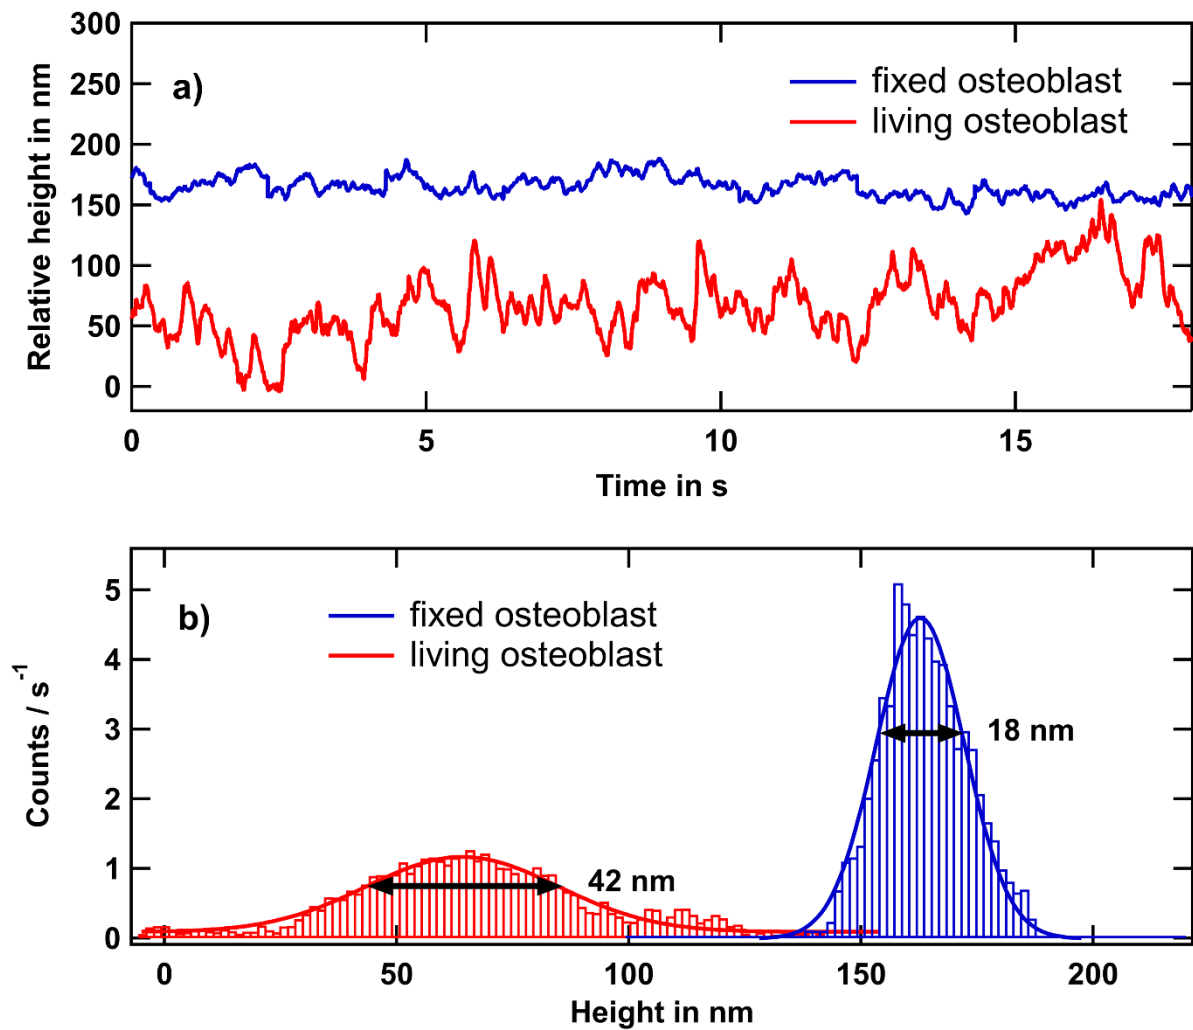 300
250
200
150
100
50
0
Relative height in nm
a)
fixed osteoblast
living osteoblast
0 5 10 15
Time in s
5
4
3
2
1
0
Counts / s⁻¹
b)
fixed osteoblast
living osteoblast
18 nm
42 nm
0 50 100 150 200
Height in nm